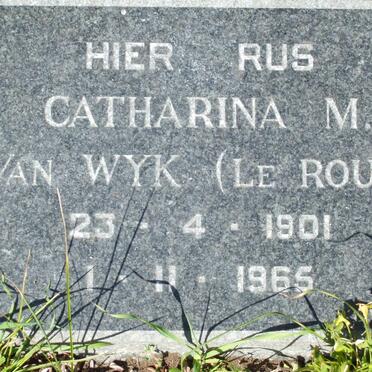 HIER RUS
CATHARINA M.
VAN WYK (LE ROU
23 · 4 · 1901
1 · 11 · 1965